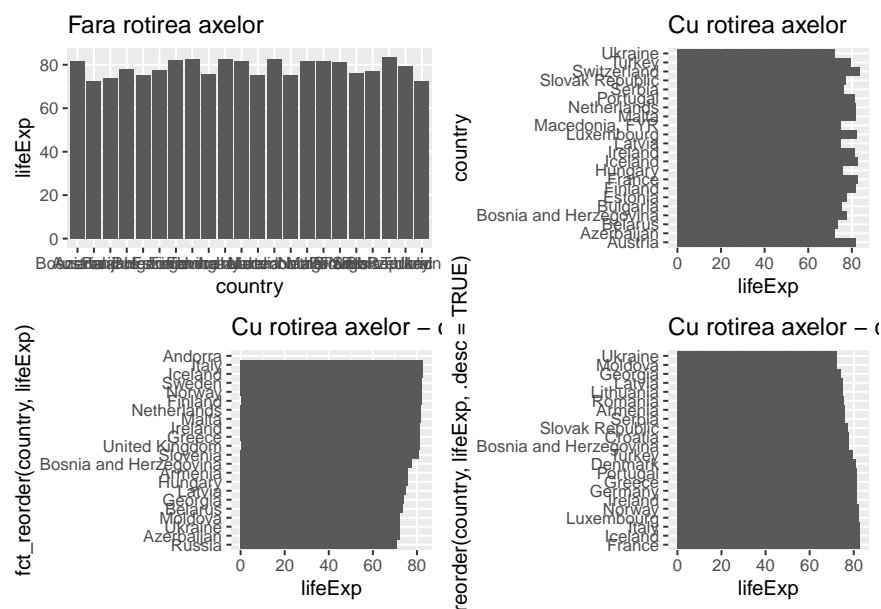 Fara rotirea axelor
lifeExp
80
60
40
20
0
country
Cu rotirea axelor
country
Ukraine
Turkey
Switzerland
Slovak Republic
Serbia
Portugal
Netherlands
Malta
Macedonia, FYR
Luxembourg
Latvia
Ireland
Iceland
Hungary
France
Finland
Estonia
Bulgaria
Bosnia and Herzegovina
Belarus
Azerbaijan
Austria
0 20 40 60 80
lifeExp
Cu rotirea axelor –
fct_reorder(country, lifeExp)
Andorra
Italy
Iceland
Sweden
Norway
Finland
Netherlands
Malta
Ireland
Greece
United Kingdom
Slovenia
Bosnia and Herzegovina
Armenia
Hungary
Latvia
Georgia
Belarus
Moldova
Ukraine
Azerbaijan
Russia
0 20 40 60 80
lifeExp
Cu rotirea axelor –
reorder(country, lifeExp, .desc = TRUE)
Ukraine
Moldova
Georgia
Latvia
Lithuania
Romania
Armenia
Serbia
Slovak Republic
Croatia
Bosnia and Herzegovina
Turkey
Denmark
Portugal
Greece
Germany
Ireland
Norway
Luxembourg
Italy
Iceland
France
0 20 40 60 80
lifeExp